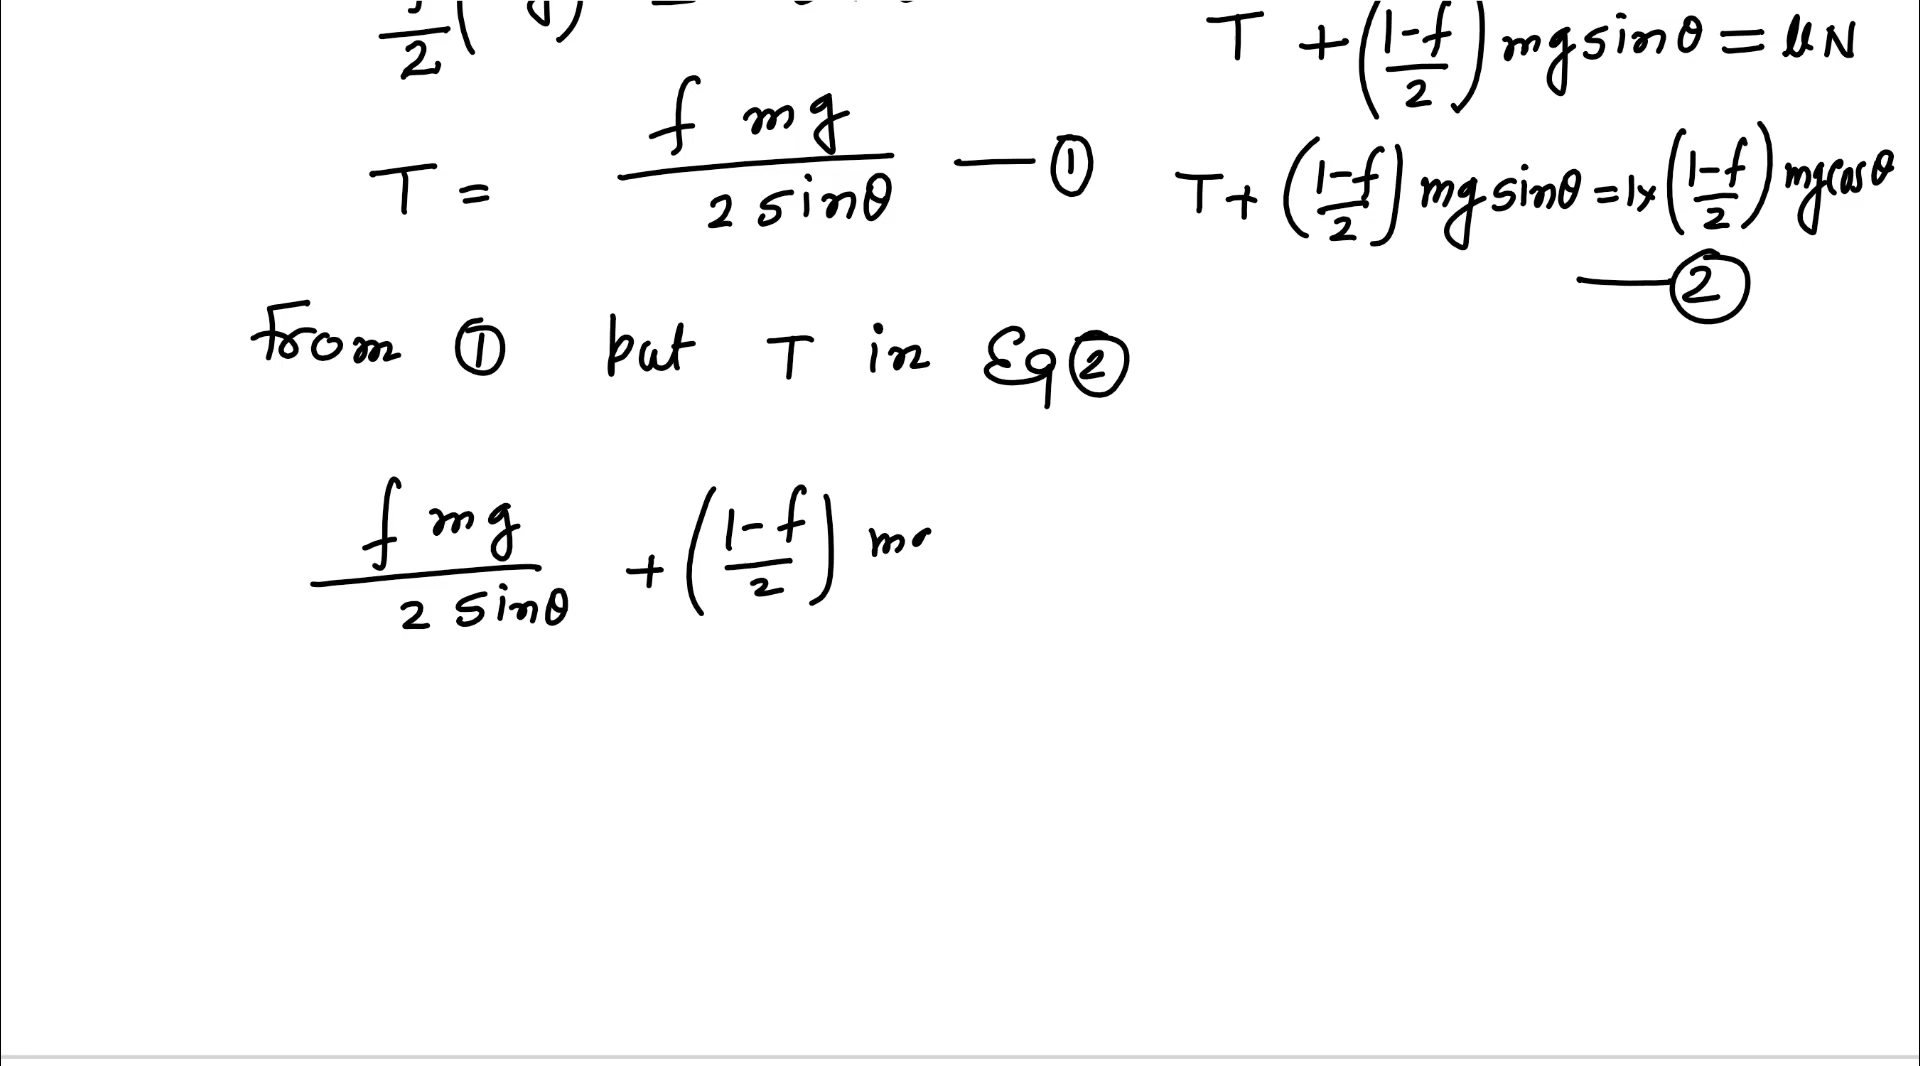 T + (1-f/2) mg sinθ = μN
T = f mg / 2 sinθ — ①
T + (1-f/2) mg sinθ = 1 x (1-f/2) mg cosθ
— ②
from ① put T in Eq ②
f mg / 2 sinθ + (1-f/2) m